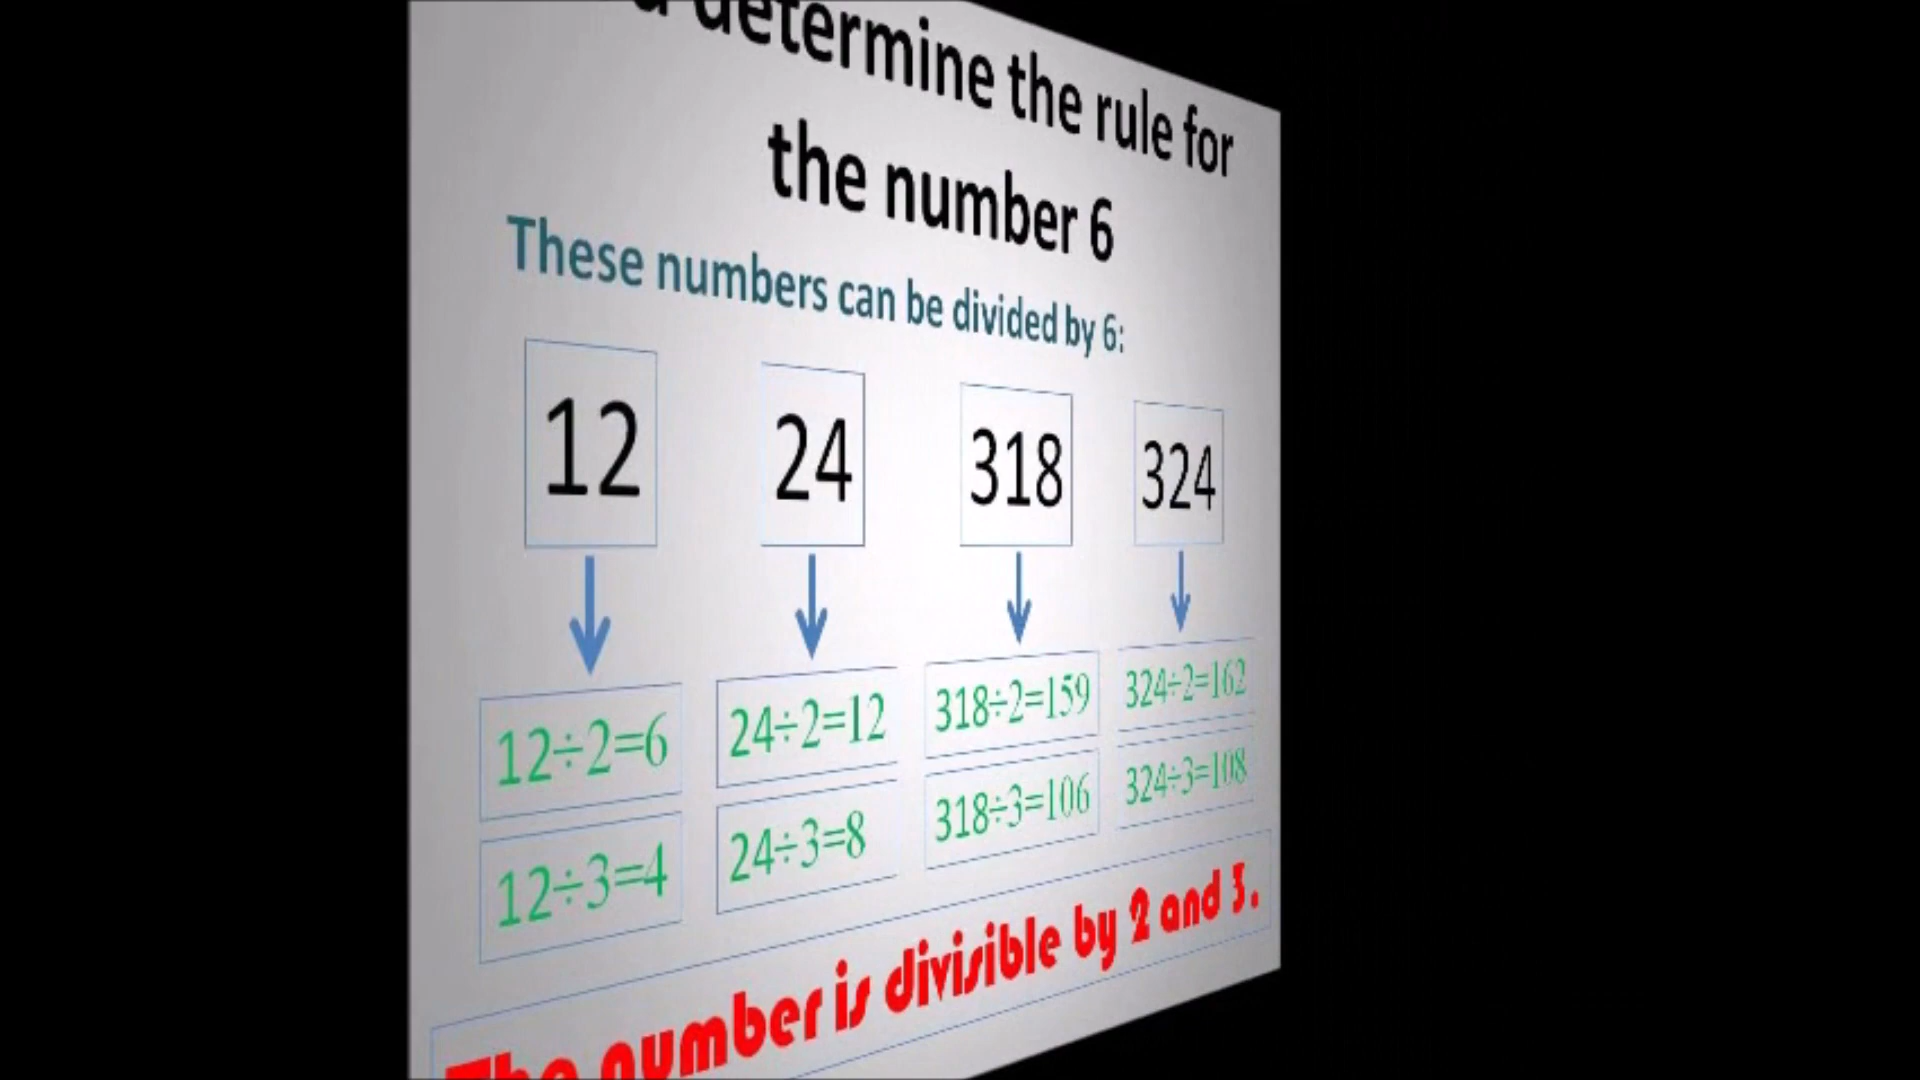 determine the rule for
the number 6
These numbers can be divided by 6:
12 24 318 324
12÷2=6 24÷2=12 318÷2=159 324÷2=162
12÷3=4 24÷3=8 318÷3=106 324÷3=108
The number is divisible by 2 and 3.